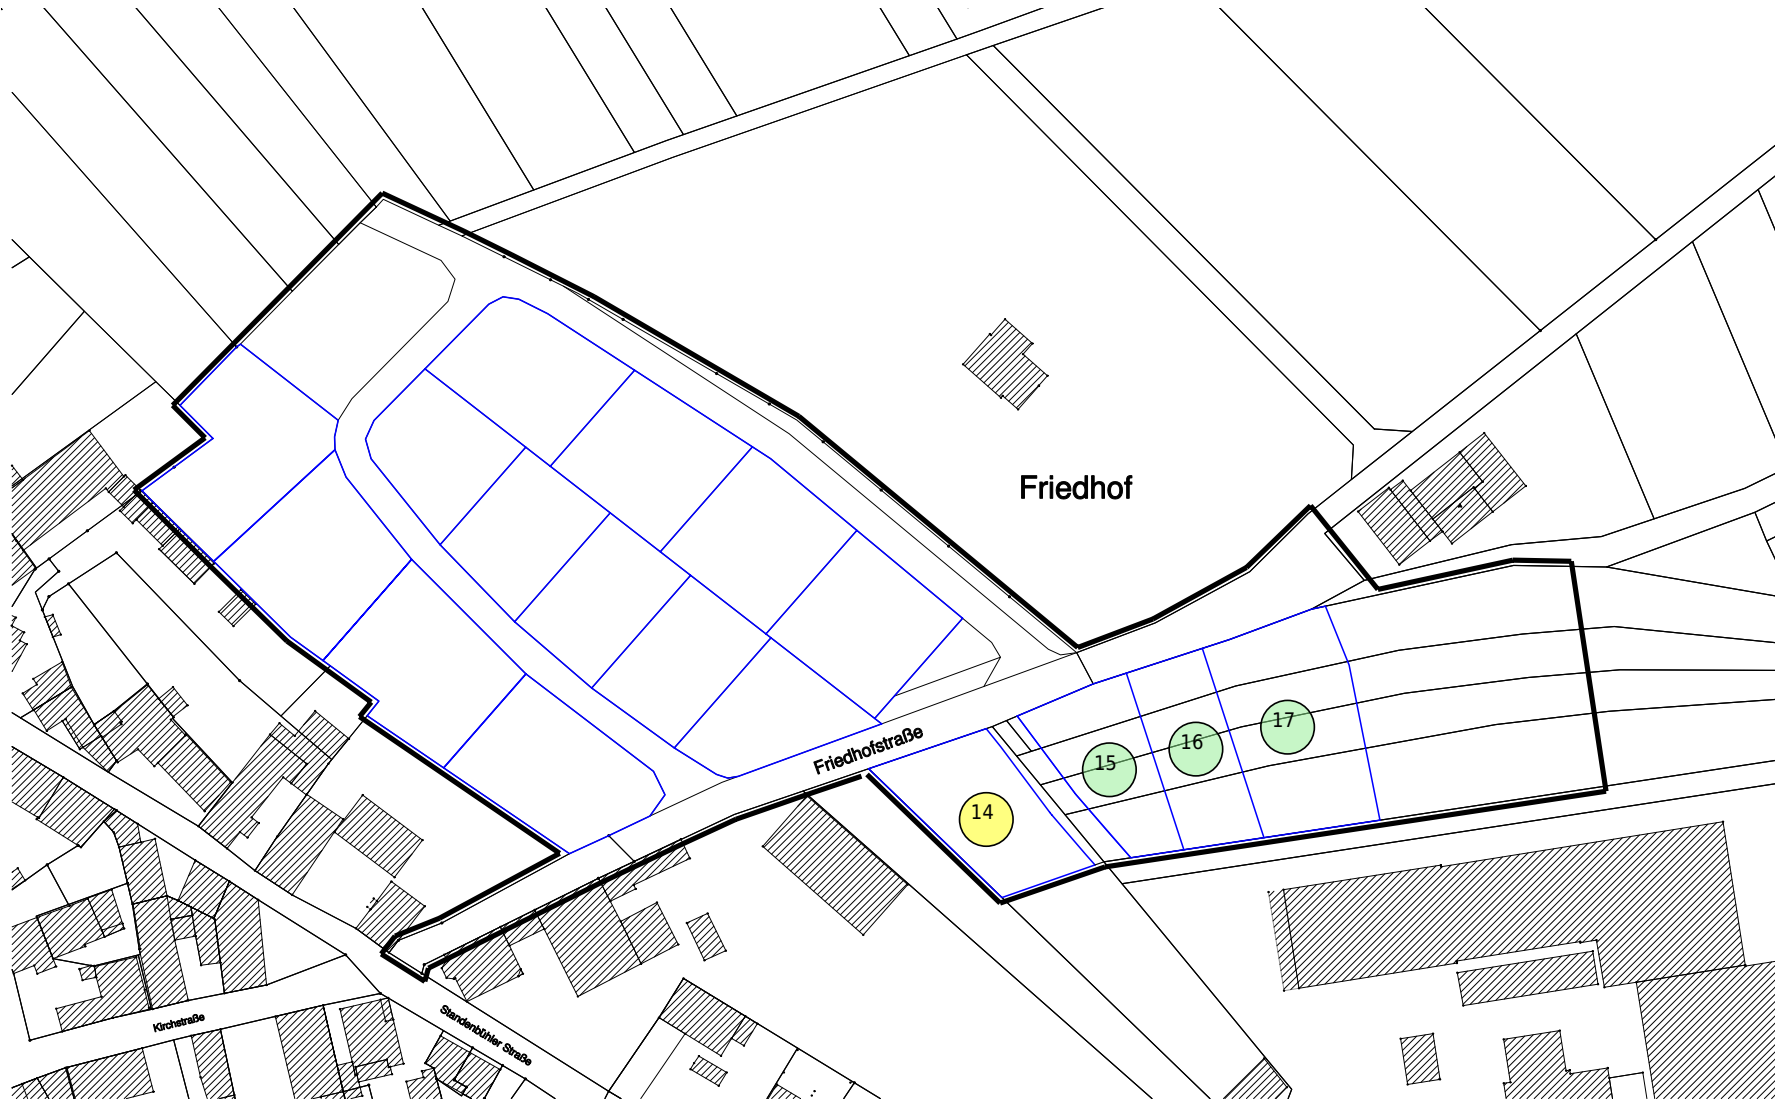 Friedhof
17
Friedhofstraße
16
15
14
Kirchstraße
Standenbühler Straße